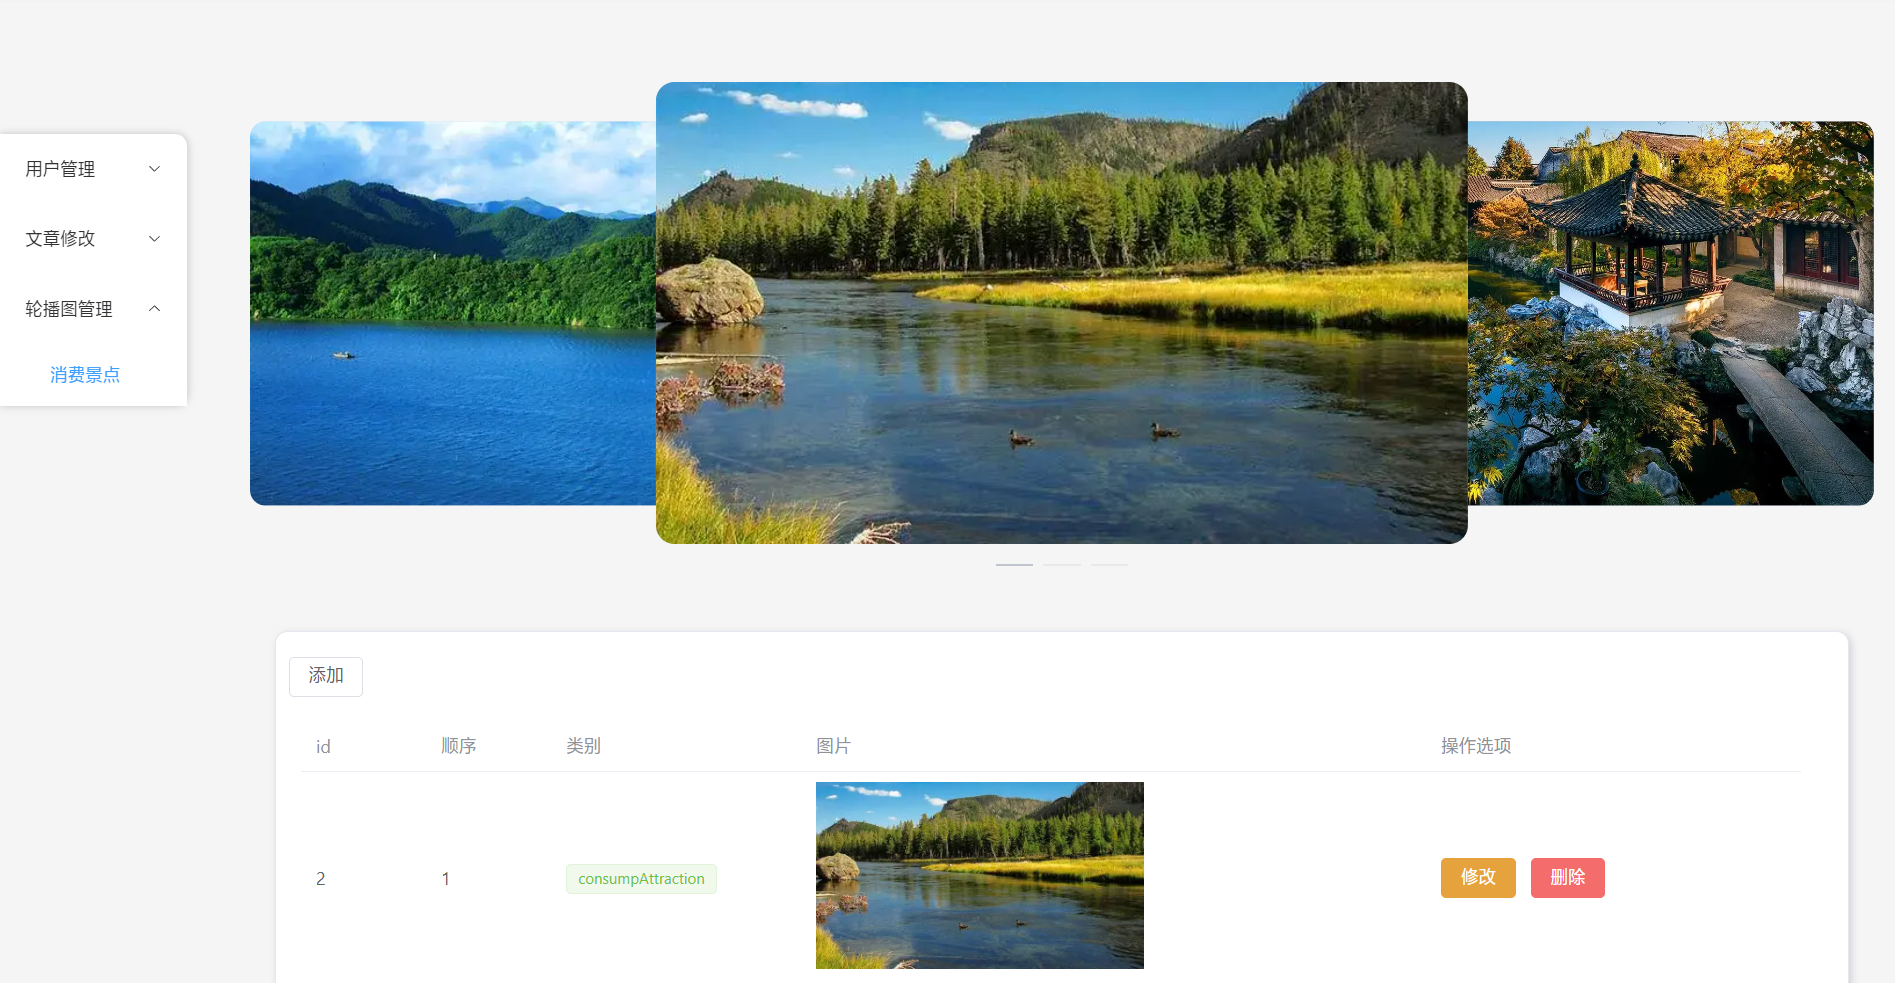 用户管理
文章修改
轮播图管理
消费景点
添加
id 顺序 类别 图片 操作选项
2 1 consumpAttraction 修改 删除